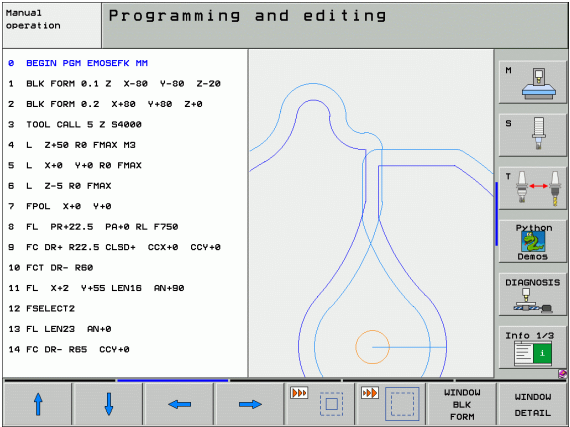 Manual
operation
Programming and editing
0 BEGIN PGM EMOSEFK MM
1 BLK FORM 0.1 Z X-80 Y-80 Z-20
2 BLK FORM 0.2 X+80 Y+80 Z+0
3 TOOL CALL 5 Z S4000
4 L Z+50 R0 FMAX M3
5 L X+0 Y+0 R0 FMAX
6 L Z-5 R0 FMAX
7 FPOL X+0 Y+0
8 FL PR+22.5 PA+0 RL F750
9 FC DR+ R22.5 CLSD+ CCX+0 CCY+0
10 FCT DR- R60
11 FL X+2 Y+55 LEN16 AN+90
12 FSELECT2
13 FL LEN23 AN+0
14 FC DR- R65 CCY+0
M
S
T
Python
Demos
DIAGNOSIS
Info 1/3
i
WINDOW
BLK
FORM
WINDOW
DETAIL